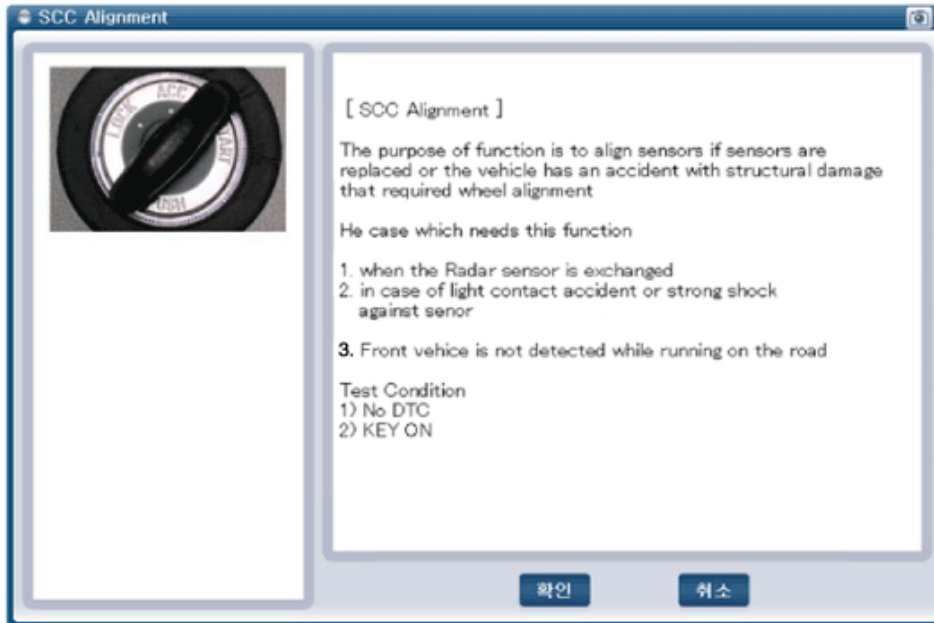 SCC Alignment
LOCK
ACC
START
PUSH
[ SCC Alignment ]
The purpose of function is to align sensors if sensors are
replaced or the vehicle has an accident with structural damage
that required wheel alignment
He case which needs this function
1. when the Radar sensor is exchanged
2. in case of light contact accident or strong shock
against senor
3. Front vehice is not detected while running on the road
Test Condition
1) No DTC
2) KEY ON
확인
취소